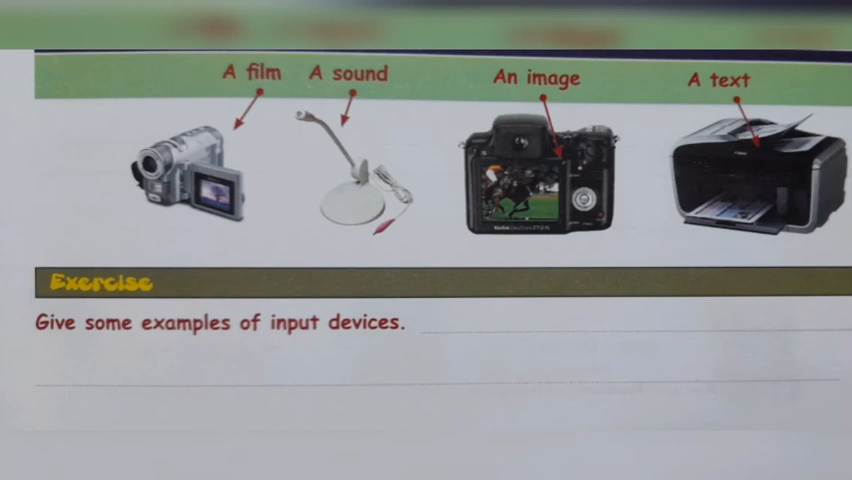 A film A sound An image A text
Exercise
Give some examples of input devices.